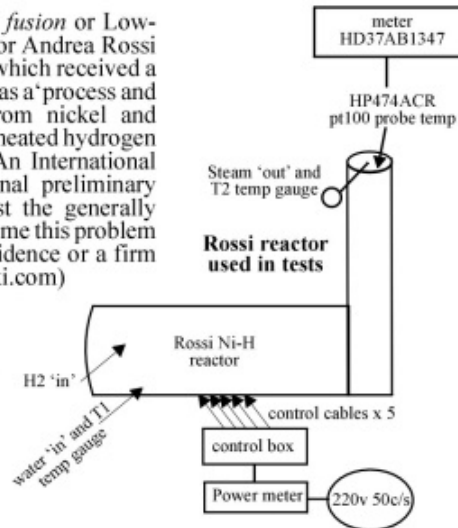 fusion or Low-
or Andrea Rossi
which received a
as a ‘process and
rom nickel and
heated hydrogen
An International
nal preliminary
st the generally
me this problem
idence or a firm
ti.com)
meter
HD37AB1347
HP474ACR
pt100 probe temp
Steam ‘out’ and
T2 temp gauge
Rossi reactor
used in tests
Rossi Ni-H
reactor
H2 ‘in’
water ‘in’ and T1
temp gauge
control cables x 5
control box
Power meter
220v 50c/s